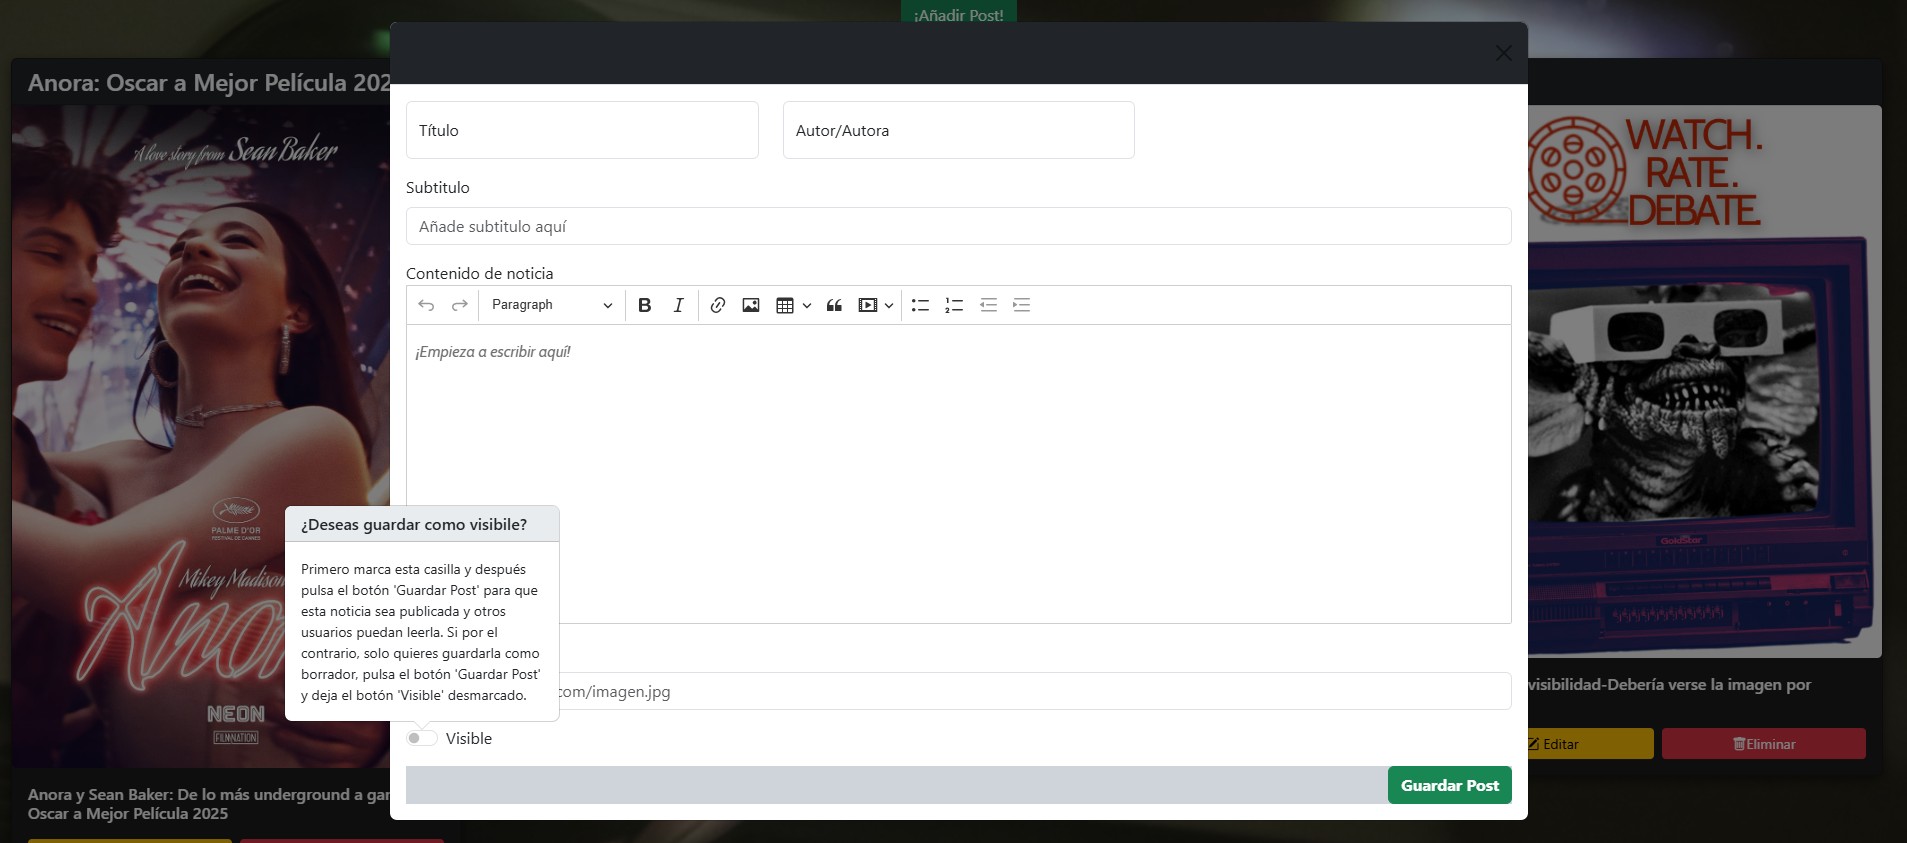 ¡Añadir Post!
Anora: Oscar a Mejor Película 202
A love story from Sean Baker
PALME D'OR
FESTIVAL DE CANNES
Mikey Madison
Anor
NEON
FILMNATION
Anora y Sean Baker: De lo más underground a gan
Oscar a Mejor Película 2025
Título
Autor/Autora
Subtitulo
Añade subtitulo aquí
Contenido de noticia
Paragraph
B I
¡Empieza a escribir aquí!
¿Deseas guardar como visibile?
Primero marca esta casilla y después
pulsa el botón 'Guardar Post' para que
esta noticia sea publicada y otros
usuarios puedan leerla. Si por el
contrario, solo quieres guardarla como
borrador, pulsa el botón 'Guardar Post'
y deja el botón 'Visible' desmarcado.
com/imagen.jpg
Visible
Guardar Post
WATCH.
RATE.
DEBATE.
GoldStar
visibilidad-Debería verse la imagen por
Editar
Eliminar